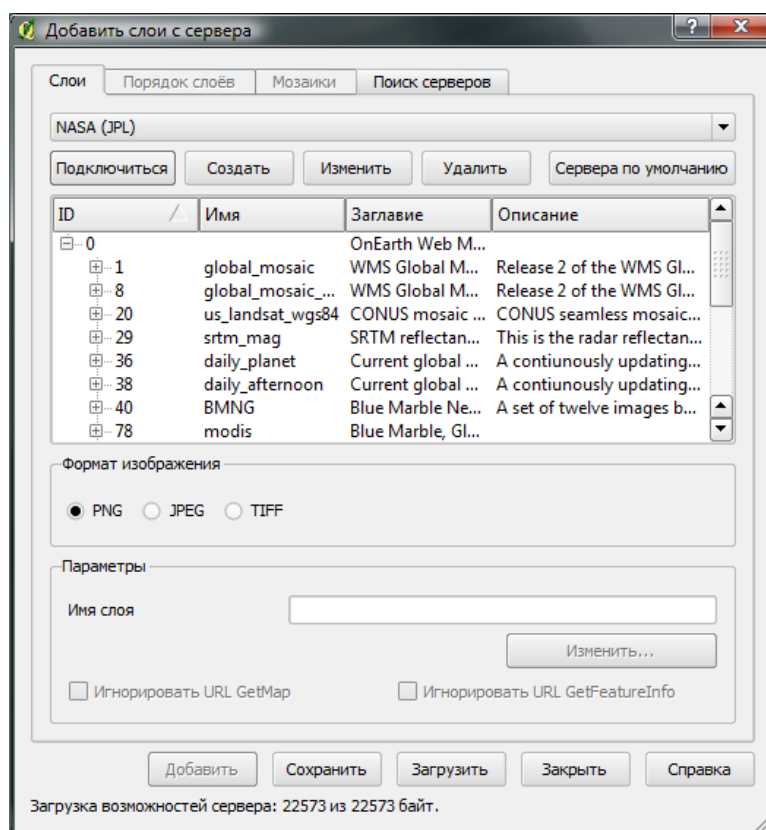 Добавить слои с сервера
Слои Порядок слоёв Мозаики Поиск серверов
NASA (JPL)
Подключиться Создать Изменить Удалить Сервера по умолчанию
ID Имя Заглавие Описание
0 OnEarth Web M...
1 global_mosaic WMS Global M... Release 2 of the WMS Gl...
8 global_mosaic_... WMS Global M... Release 2 of the WMS Gl...
20 us_landsat_wgs84 CONUS mosaic ... CONUS seamless mosaic...
29 srtm_mag SRTM reflectan... This is the radar reflectan...
36 daily_planet Current global ... A contiunously updating...
38 daily_afternoon Current global ... A contiunously updating...
40 BMNG Blue Marble Ne... A set of twelve images b...
78 modis Blue Marble, Gl...
Формат изображения
PNG JPEG TIFF
Параметры
Имя слоя
Изменить...
Игнорировать URL GetMap Игнорировать URL GetFeatureInfo
Добавить Сохранить Загрузить Закрыть Справка
Загрузка возможностей сервера: 22573 из 22573 байт.